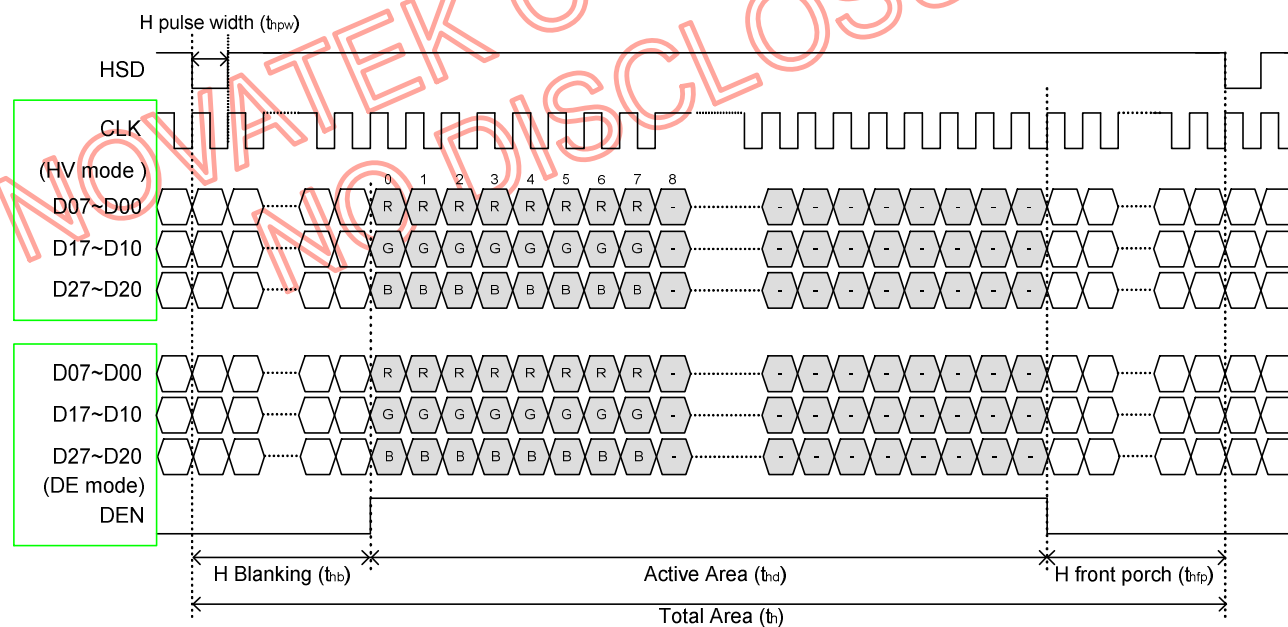 H pulse width (thpw)
HSD
CLK
(HV mode )
0 1 2 3 4 5 6 7 8
D07~D00 R R R R R R R R - - - - - - - - -
D17~D10 G G G G G G G G - - - - - - - - -
D27~D20 B B B B B B B B - - - - - - - - -
D07~D00 R R R R R R R R - - - - - - - - -
D17~D10 G G G G G G G G - - - - - - - - -
D27~D20 B B B B B B B B - - - - - - - - -
(DE mode)
DEN
H Blanking (thb) Active Area (thd) H front porch (thfp)
Total Area (th)
NOVATEK
NO DISCLOS